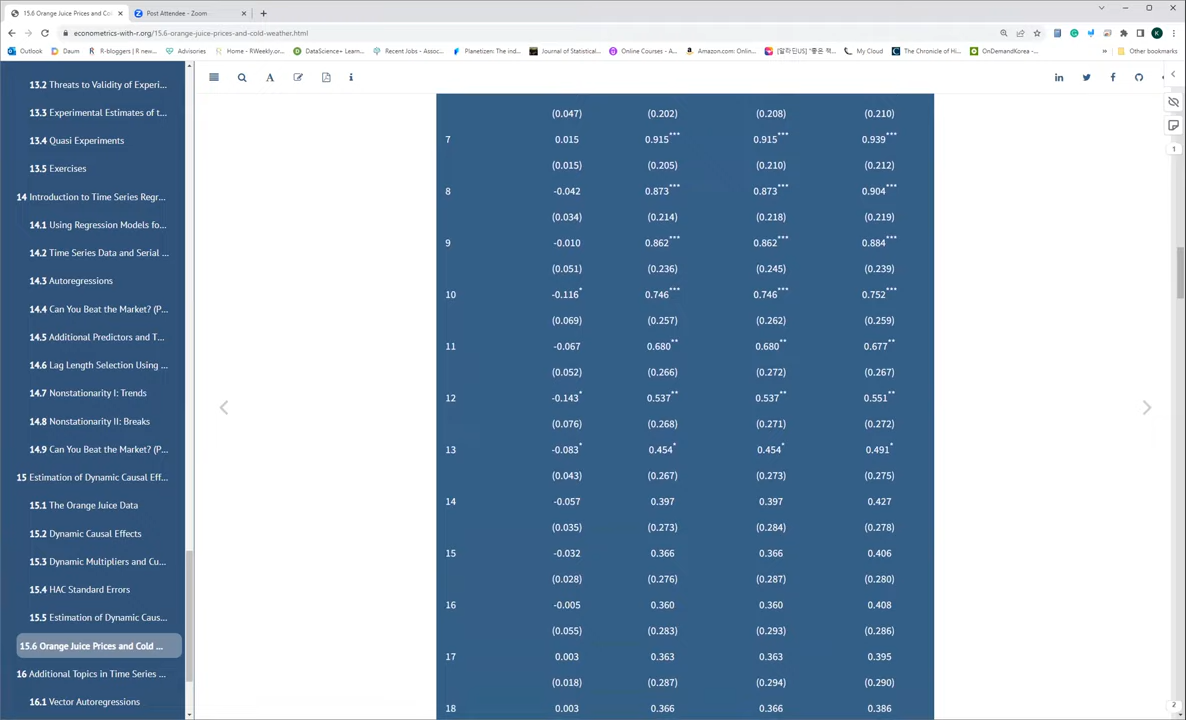 15.6 Orange Juice Prices and Col
Post Attendee - Zoom
econometrics-with-r.org/15.6-orange-juice-prices-and-cold-weather.html
K
Outlook
Daum
R-bloggers | R new...
Advisories
Home - RWeekly.or...
DataScience+ Learn...
Recent Jobs - Assoc...
Planetizen: The ind...
Journal of Statistical...
Online Courses - A...
Amazon.com: Onlin...
[알라딘US] "좋은 책...
My Cloud
The Chronicle of Hi...
OnDemandKorea -...
»
Other bookmarks
13.2 Threats to Validity of Experi...
13.3 Experimental Estimates of t...
13.4 Quasi Experiments
13.5 Exercises
14 Introduction to Time Series Regr...
14.1 Using Regression Models fo...
14.2 Time Series Data and Serial ...
14.3 Autoregressions
14.4 Can You Beat the Market? (P...
14.5 Additional Predictors and T...
14.6 Lag Length Selection Using ...
14.7 Nonstationarity I: Trends
14.8 Nonstationarity II: Breaks
14.9 Can You Beat the Market? (P...
15 Estimation of Dynamic Causal Eff...
15.1 The Orange Juice Data
15.2 Dynamic Causal Effects
15.3 Dynamic Multipliers and Cu...
15.4 HAC Standard Errors
15.5 Estimation of Dynamic Caus...
15.6 Orange Juice Prices and Cold ...
16 Additional Topics in Time Series ...
16.1 Vector Autoregressions
(0.047) (0.202) (0.208) (0.210)
7 0.015 0.915*** 0.915*** 0.939***
(0.015) (0.205) (0.210) (0.212)
8 -0.042 0.873*** 0.873*** 0.904***
(0.034) (0.214) (0.218) (0.219)
9 -0.010 0.862*** 0.862*** 0.884***
(0.051) (0.236) (0.245) (0.239)
10 -0.116* 0.746*** 0.746*** 0.752***
(0.069) (0.257) (0.262) (0.259)
11 -0.067 0.680** 0.680** 0.677**
(0.052) (0.266) (0.272) (0.267)
12 -0.143* 0.537** 0.537** 0.551**
(0.076) (0.268) (0.271) (0.272)
13 -0.083* 0.454* 0.454* 0.491*
(0.043) (0.267) (0.273) (0.275)
14 -0.057 0.397 0.397 0.427
(0.035) (0.273) (0.284) (0.278)
15 -0.032 0.366 0.366 0.406
(0.028) (0.276) (0.287) (0.280)
16 -0.005 0.360 0.360 0.408
(0.055) (0.283) (0.293) (0.286)
17 0.003 0.363 0.363 0.395
(0.018) (0.287) (0.294) (0.290)
18 0.003 0.366 0.366 0.386
1
2